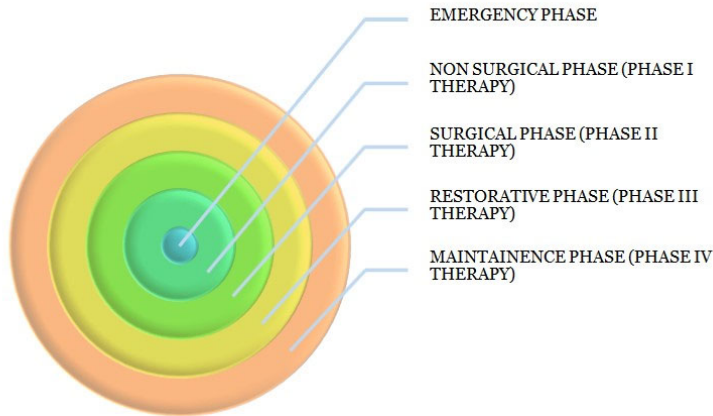 EMERGENCY PHASE
NON SURGICAL PHASE (PHASE I
THERAPY)
SURGICAL PHASE (PHASE II
THERAPY)
RESTORATIVE PHASE (PHASE III
THERAPY)
MAINTAINENCE PHASE (PHASE IV
THERAPY)